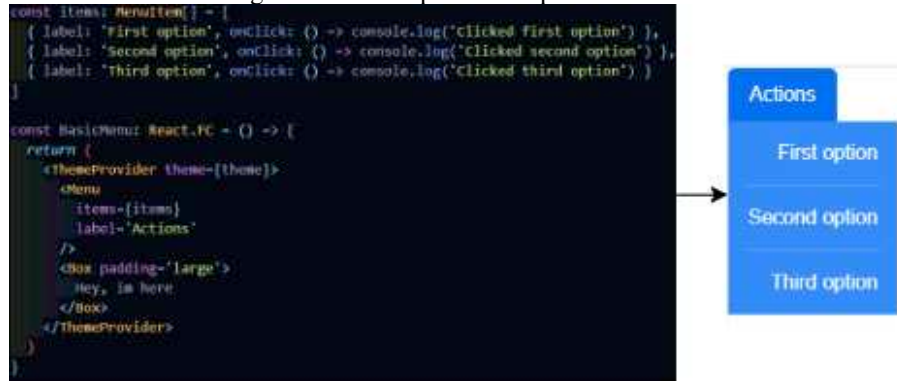 const items: MenuItem[] = [
{ label: 'First option', onClick: () => console.log('Clicked first option') },
{ label: 'Second option', onClick: () => console.log('Clicked second option') },
{ label: 'Third option', onClick: () => console.log('Clicked third option') }
]
const BasicMenu: React.FC = () => {
return (
<ThemeProvider theme={theme}>
<Menu
items={items}
label='Actions'
/>
<Box padding='large'>
Hey, im here
</Box>
</ThemeProvider>
)
}
Actions
First option
Second option
Third option